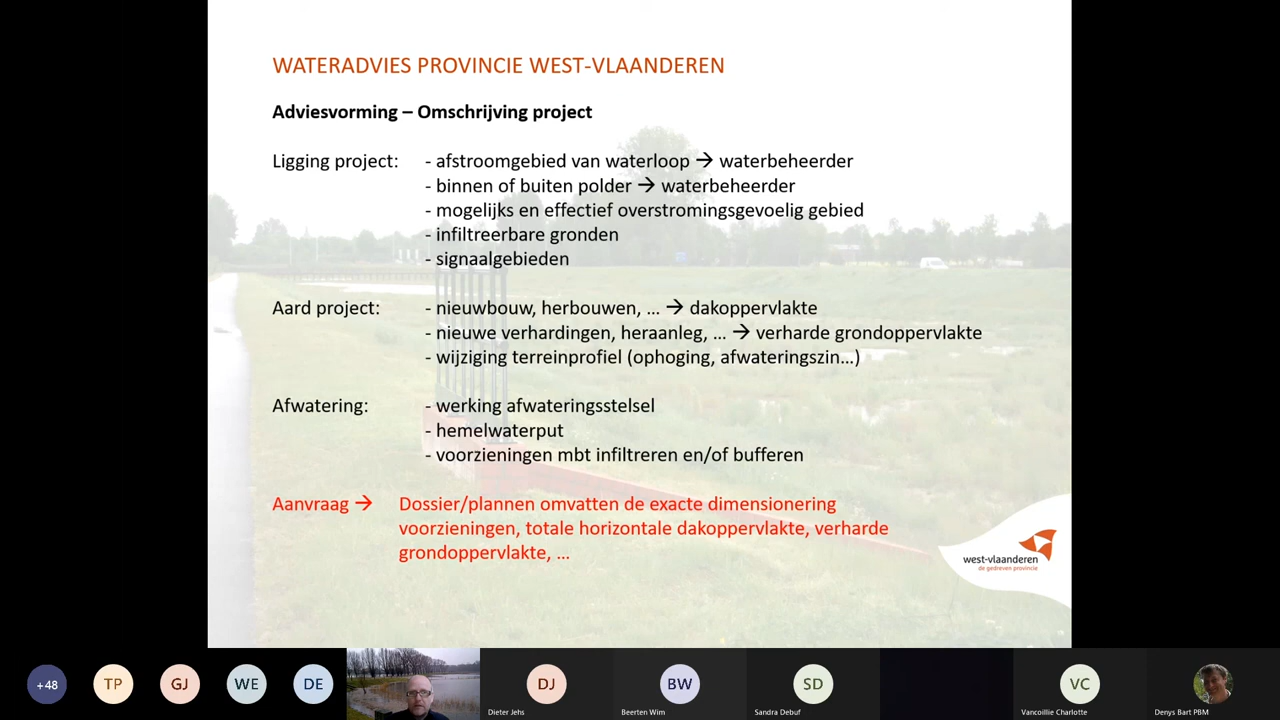 WATERADVIES PROVINCIE WEST-VLAANDEREN
Adviesvorming – Omschrijving project
Ligging project: - afstroomgebied van waterloop → waterbeheerder
- binnen of buiten polder → waterbeheerder
- mogelijks en effectief overstromingsgevoelig gebied
- infiltreerbare gronden
- signaalgebieden
Aard project: - nieuwbouw, herbouwen, … → dakoppervlakte
- nieuwe verhardingen, heraanleg, … → verharde grondoppervlakte
- wijziging terreinprofiel (ophoging, afwateringszin…)
Afwatering: - werking afwateringsstelsel
- hemelwaterput
- voorzieningen mbt infiltreren en/of bufferen
Aanvraag → Dossier/plannen omvatten de exacte dimensionering
voorzieningen, totale horizontale dakoppervlakte, verharde
grondoppervlakte, …
west-vlaanderen
de gedreven provincie
+48 TP GJ WE DE DJ BW SD VC
Dieter Jehs Beerten Wim Sandra Debuf Vancoillie Charlotte Denys Bart PBM